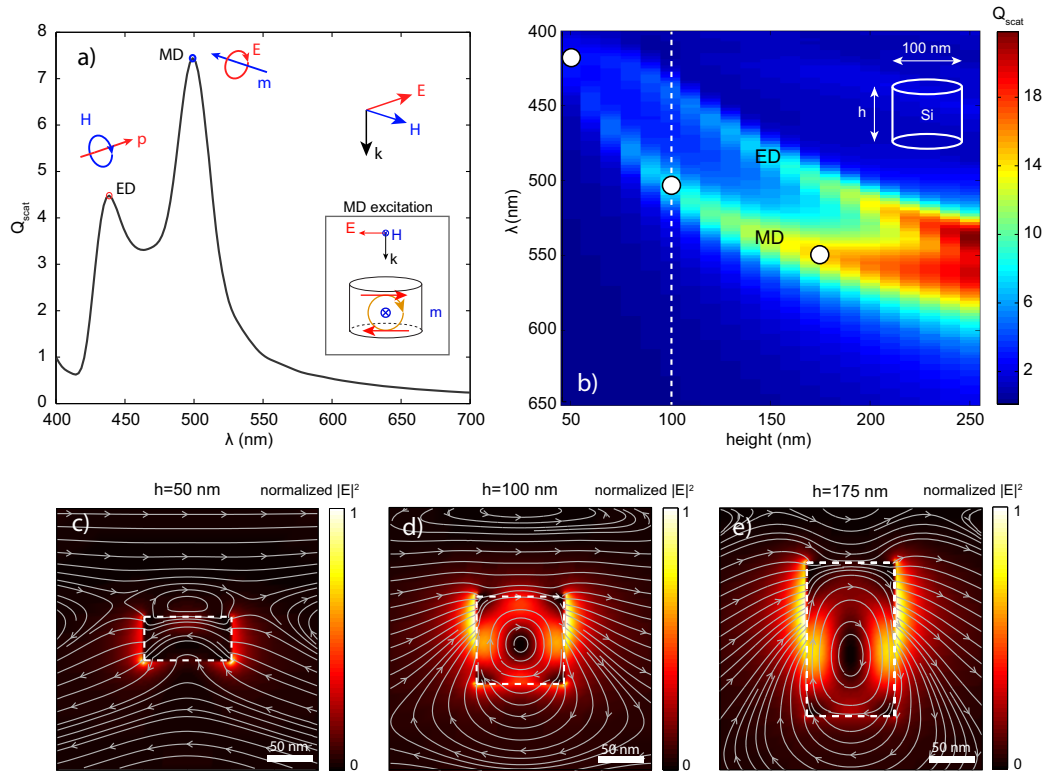 a)
8
7
6
5
4
3
2
1
0
Q_scat
400 450 500 550 600 650 700
λ (nm)
MD
E
m
H
p
ED
E
H
k
MD excitation
E
H
k
m
b)
400
450
500
550
600
650
λ(nm)
50 100 150 200 250
height (nm)
ED
MD
100 nm
h
Si
Q_scat
18
14
10
6
2
h=50 nm
normalized |E|²
c)
50 nm
1
0
h=100 nm
normalized |E|²
d)
50 nm
1
0
h=175 nm
normalized |E|²
e)
50 nm
1
0